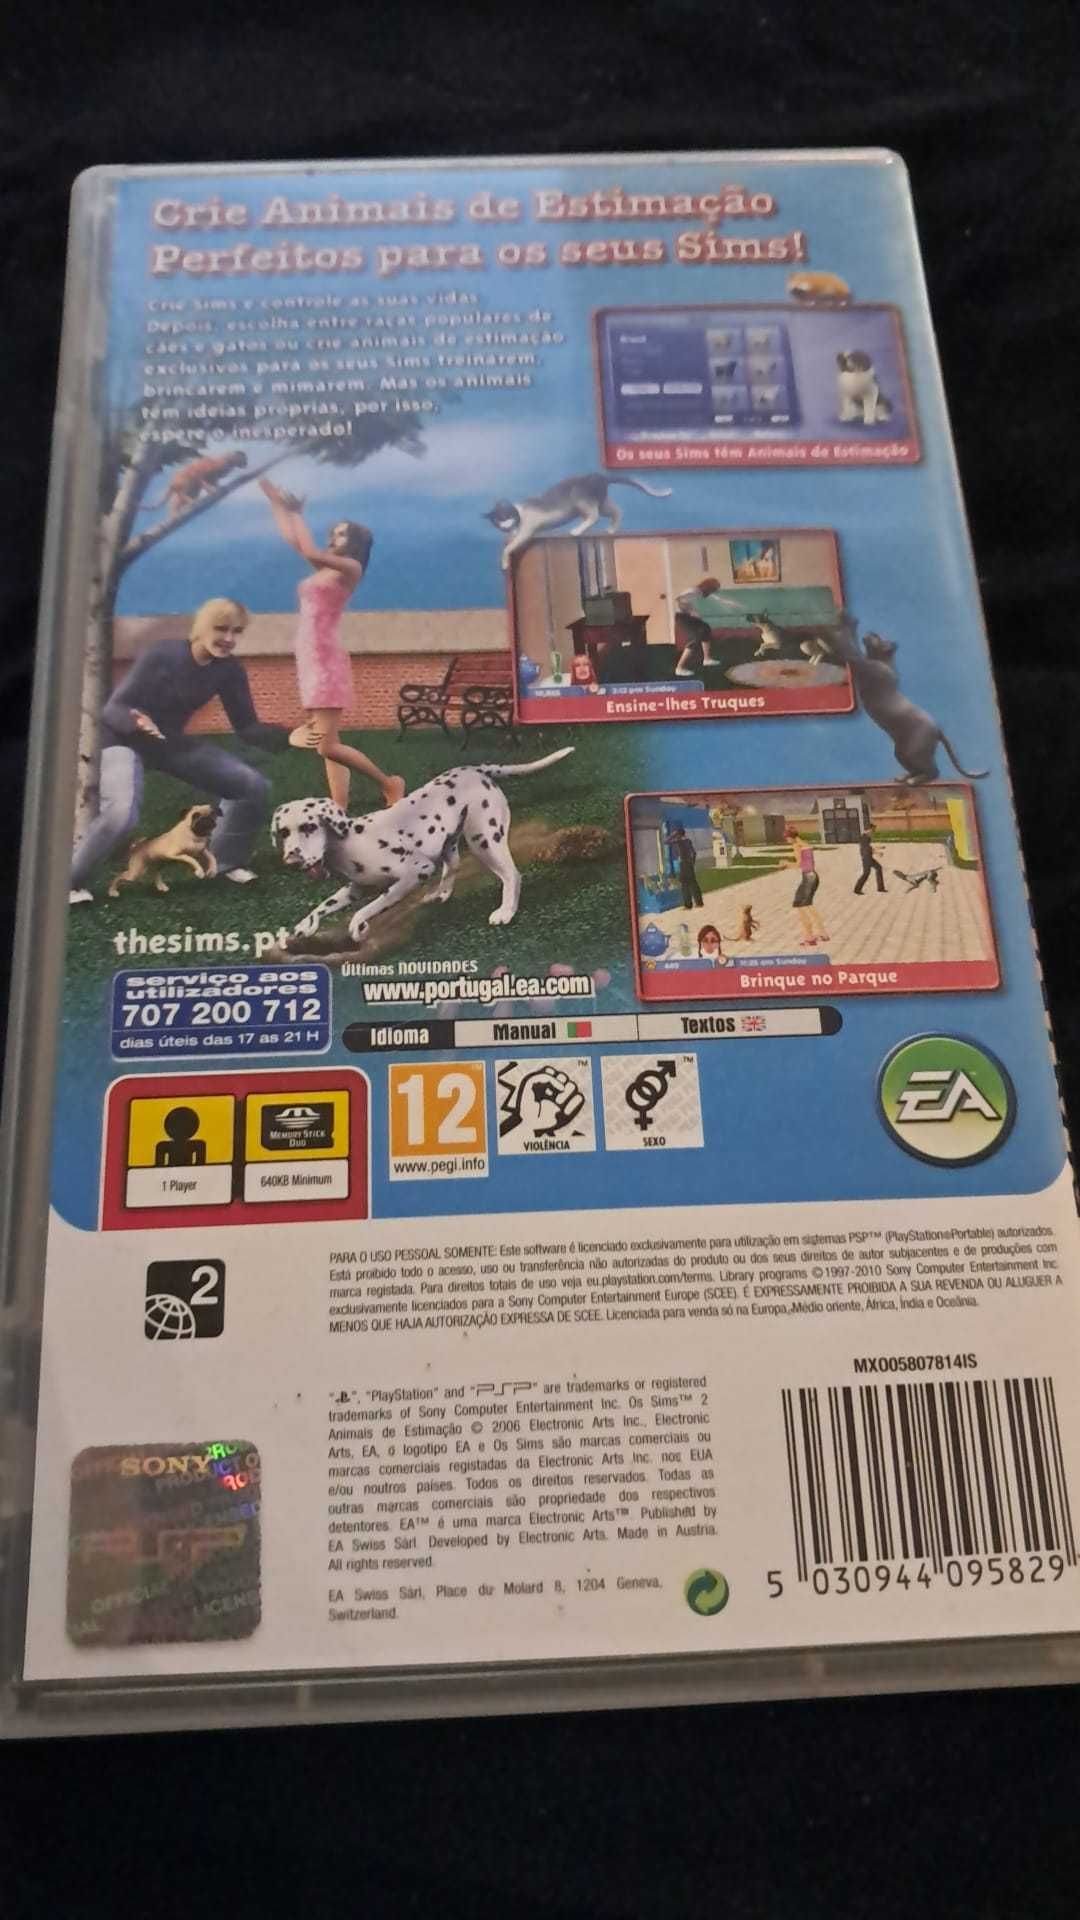 Crie Animais de Estimação
Perfeitos para os seus Sims!
Crie Sims e controle as suas vidas.
Depois, escolha entre raças populares de
cães e gatos ou crie animais de estimação
exclusivos para os seus Sims treinarem,
brincarem e mimarem. Mas os animais
têm ideias próprias, por isso,
espere o inesperado!
Os seus Sims têm Animais de Estimação
3:12 pm Sunday
Ensine-lhes Truques
11:25 am Sunday
Brinque no Parque
thesims.pt
serviço aos
utilizadores
707 200 712
dias úteis das 17 as 21 H
Últimas NOVIDADES
www.portugal.ea.com
Idioma
Manual
Textos
EA
1 Player
MEMORY STICK
DUO
640KB Minimum
12
www.pegi.info
VIOLÊNCIA
SEXO
2
PARA O USO PESSOAL SOMENTE: Este software é licenciado exclusivamente para utilização em sistemas PSP™ (PlayStation®Portable) autorizados.
Está proibido todo o acesso, uso ou transferência não autorizadas do produto ou dos seus direitos de autor subjacentes e de produções com
marca registada. Para direitos totais de uso veja eu.playstation.com/terms. Library programs ©1997-2010 Sony Computer Entertainment Inc.
exclusivamente licenciados para a Sony Computer Entertainment Europe (SCEE). É EXPRESSAMENTE PROIBIDA A SUA REVENDA OU ALUGUER A
MENOS QUE HAJA AUTORIZAÇÃO EXPRESSA DE SCEE. Licenciada para venda só na Europa, Médio oriente, África, Índia e Oceânia.
MXO05807814IS
"", "PlayStation" and "PSP" are trademarks or registered
trademarks of Sony Computer Entertainment Inc. Os Sims™ 2
Animais de Estimação © 2006 Electronic Arts Inc., Electronic
Arts, EA, o logotipo EA e Os Sims são marcas comerciais ou
marcas comerciais registadas da Electronic Arts Inc. nos EUA
e/ou noutros países. Todos os direitos reservados. Todas as
outras marcas comerciais são propriedade dos respectivos
detentores. EA™ é uma marca Electronic Arts™. Published by
EA Swiss Sàrl. Developed by Electronic Arts. Made in Austria.
All rights reserved.
EA Swiss Sàrl, Place du Molard 8, 1204 Geneva,
Switzerland.
SONY
PSP
5 030944 095829